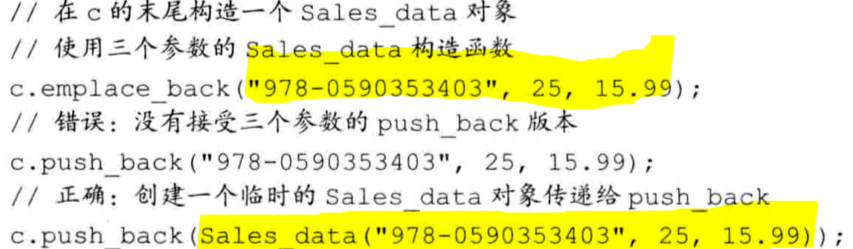 // 在 c 的末尾构造一个 Sales_data 对象
// 使用三个参数的 Sales_data 构造函数
c.emplace_back("978-0590353403", 25, 15.99);
// 错误：没有接受三个参数的 push_back 版本
c.push_back("978-0590353403", 25, 15.99);
// 正确：创建一个临时的 Sales_data 对象传递给 push_back
c.push_back(Sales_data("978-0590353403", 25, 15.99));